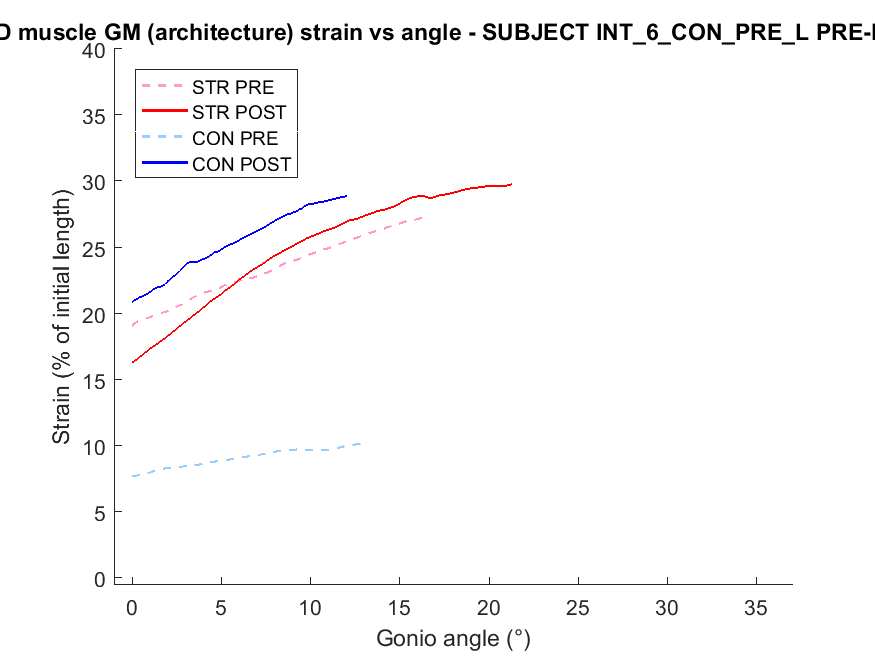 D muscle GM (architecture) strain vs angle - SUBJECT INT_6_CON_PRE_L PRE-
40
35
30
25
20
15
10
5
0
Strain (% of initial length)
STR PRE
STR POST
CON PRE
CON POST
0 5 10 15 20 25 30 35
Gonio angle (°)